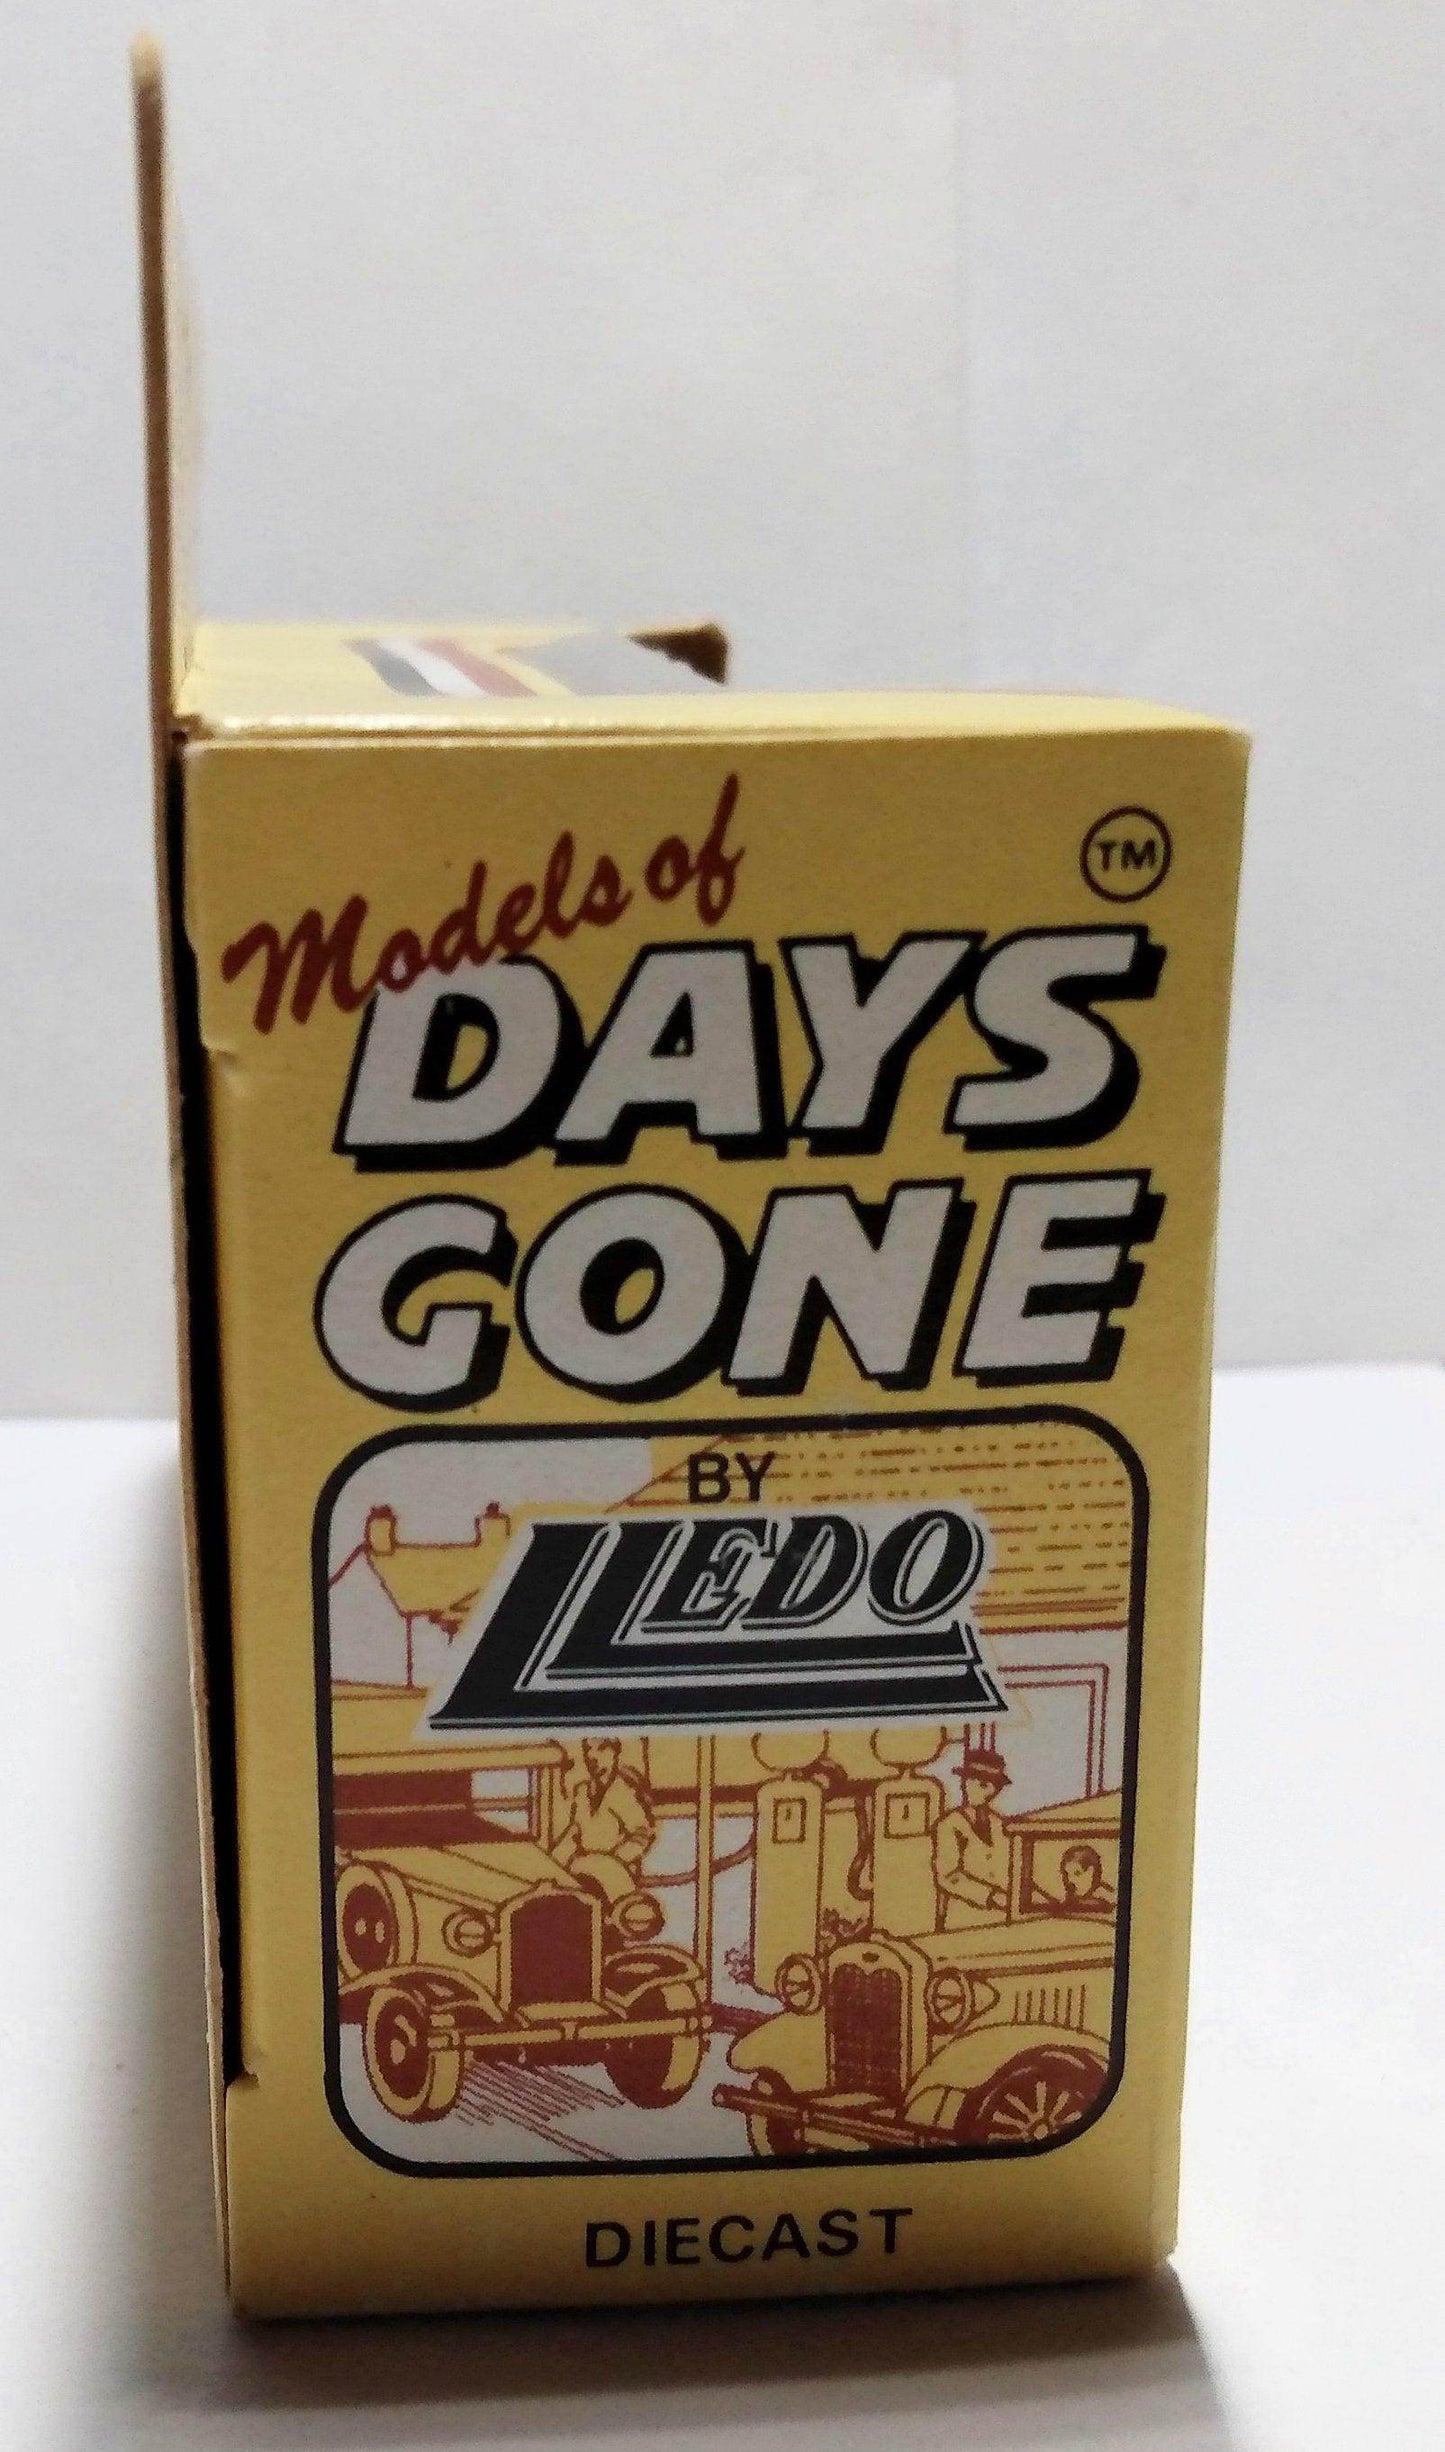 Models of
TM
DAYS
GONE
BY
LLEDO
DIECAST